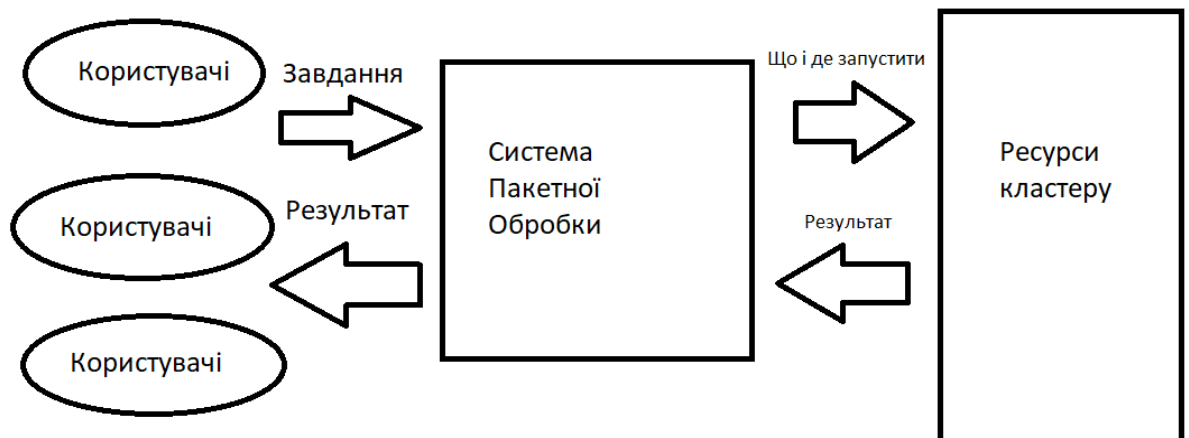 Користувачі
Завдання
Користувачі
Результат
Користувачі
Система
Пакетної
Обробки
Що і де запустити
Результат
Ресурси
кластеру